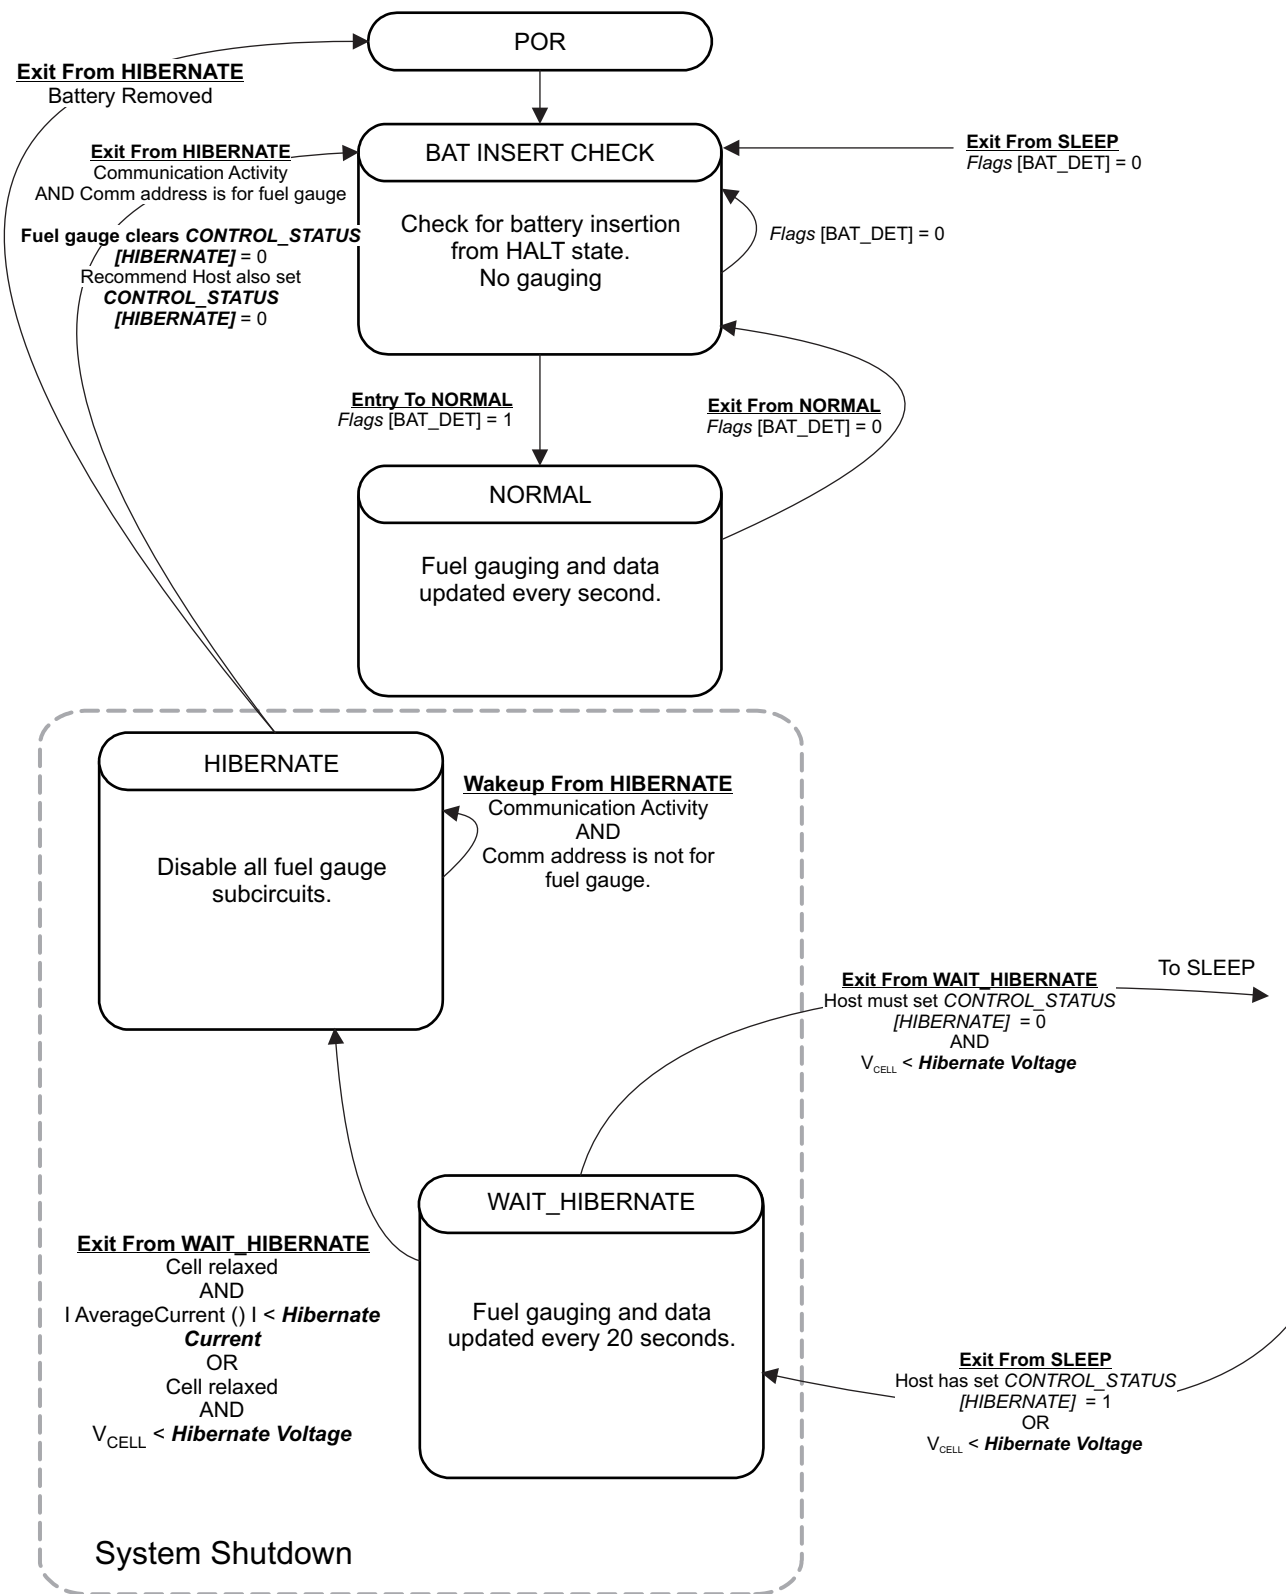 POR
Exit From HIBERNATE
Battery Removed
Exit From HIBERNATE
Communication Activity
AND Comm address is for fuel gauge
Fuel gauge clears CONTROL_STATUS
[HIBERNATE] = 0
Recommend Host also set
CONTROL_STATUS
[HIBERNATE] = 0
BAT INSERT CHECK
Check for battery insertion
from HALT state.
No gauging
Exit From SLEEP
Flags [BAT_DET] = 0
Flags [BAT_DET] = 0
Entry To NORMAL
Flags [BAT_DET] = 1
Exit From NORMAL
Flags [BAT_DET] = 0
NORMAL
Fuel gauging and data
updated every second.
HIBERNATE
Disable all fuel gauge
subcircuits.
Wakeup From HIBERNATE
Communication Activity
AND
Comm address is not for
fuel gauge.
Exit From WAIT_HIBERNATE
Host must set CONTROL_STATUS
[HIBERNATE] = 0
AND
VCELL < Hibernate Voltage
To SLEEP
WAIT_HIBERNATE
Fuel gauging and data
updated every 20 seconds.
Exit From WAIT_HIBERNATE
Cell relaxed
AND
I AverageCurrent () I < Hibernate
Current
OR
Cell relaxed
AND
VCELL < Hibernate Voltage
Exit From SLEEP
Host has set CONTROL_STATUS
[HIBERNATE] = 1
OR
VCELL < Hibernate Voltage
System Shutdown